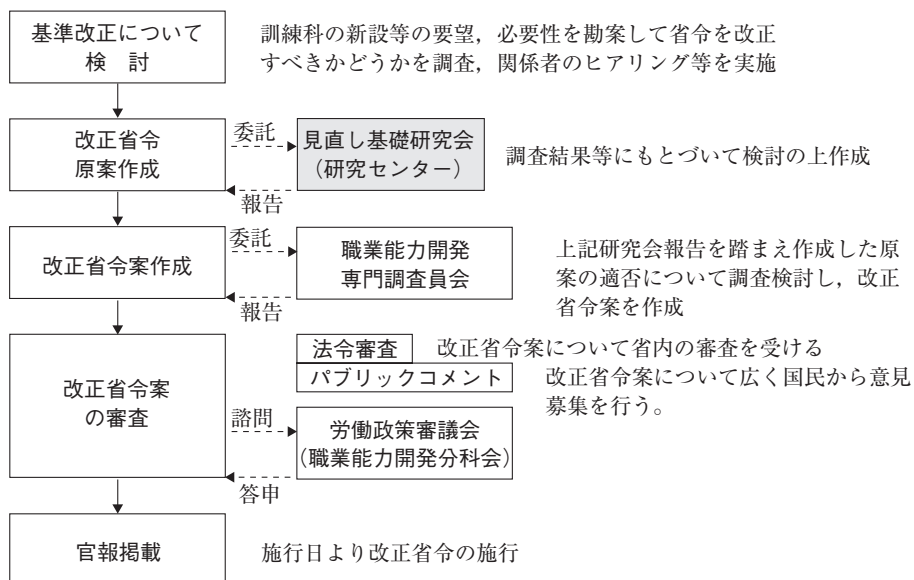 基準改正について
検　討
訓練科の新設等の要望，必要性を勘案して省令を改正
すべきかどうかを調査，関係者のヒアリング等を実施
改正省令
原案作成
委託
見直し基礎研究会
（研究センター）
報告
調査結果等にもとづいて検討の上作成
改正省令案作成
委託
職業能力開発
専門調査員会
報告
上記研究会報告を踏まえ作成した原
案の適否について調査検討し，改正
省令案を作成
改正省令案
の審査
法令審査
改正省令案について省内の審査を受ける
パブリックコメント
改正省令案について広く国民から意見
募集を行う。
諮問
労働政策審議会
（職業能力開発分科会）
答申
官報掲載
施行日より改正省令の施行